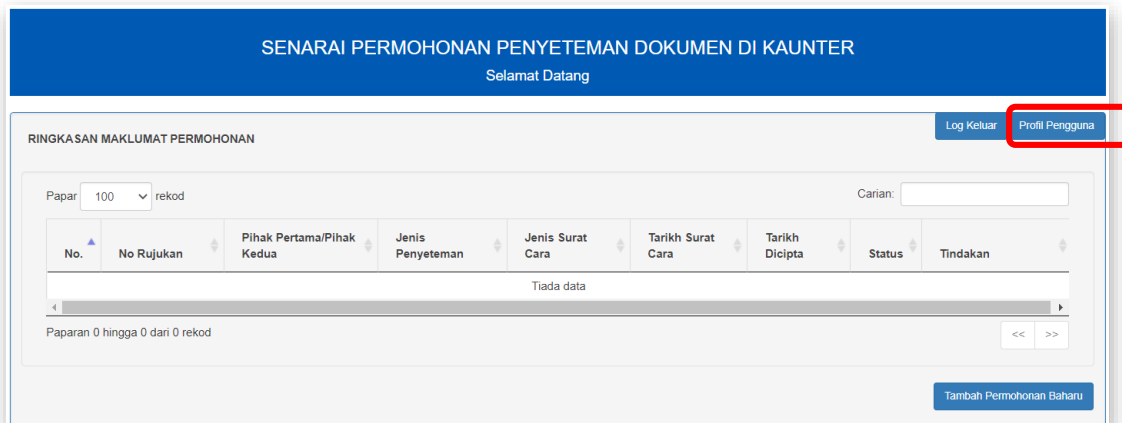 SENARAI PERMOHONAN PENYETEMAN DOKUMEN DI KAUNTER
Selamat Datang
Log Keluar
Profil Pengguna
RINGKASAN MAKLUMAT PERMOHONAN
Papar 100 rekod
Carian:
No.
No Rujukan
Pihak Pertama/Pihak
Kedua
Jenis
Penyeteman
Jenis Surat
Cara
Tarikh Surat
Cara
Tarikh
Dicipta
Status
Tindakan
Tiada data
Paparan 0 hingga 0 dari 0 rekod
<< >>
Tambah Permohonan Baharu